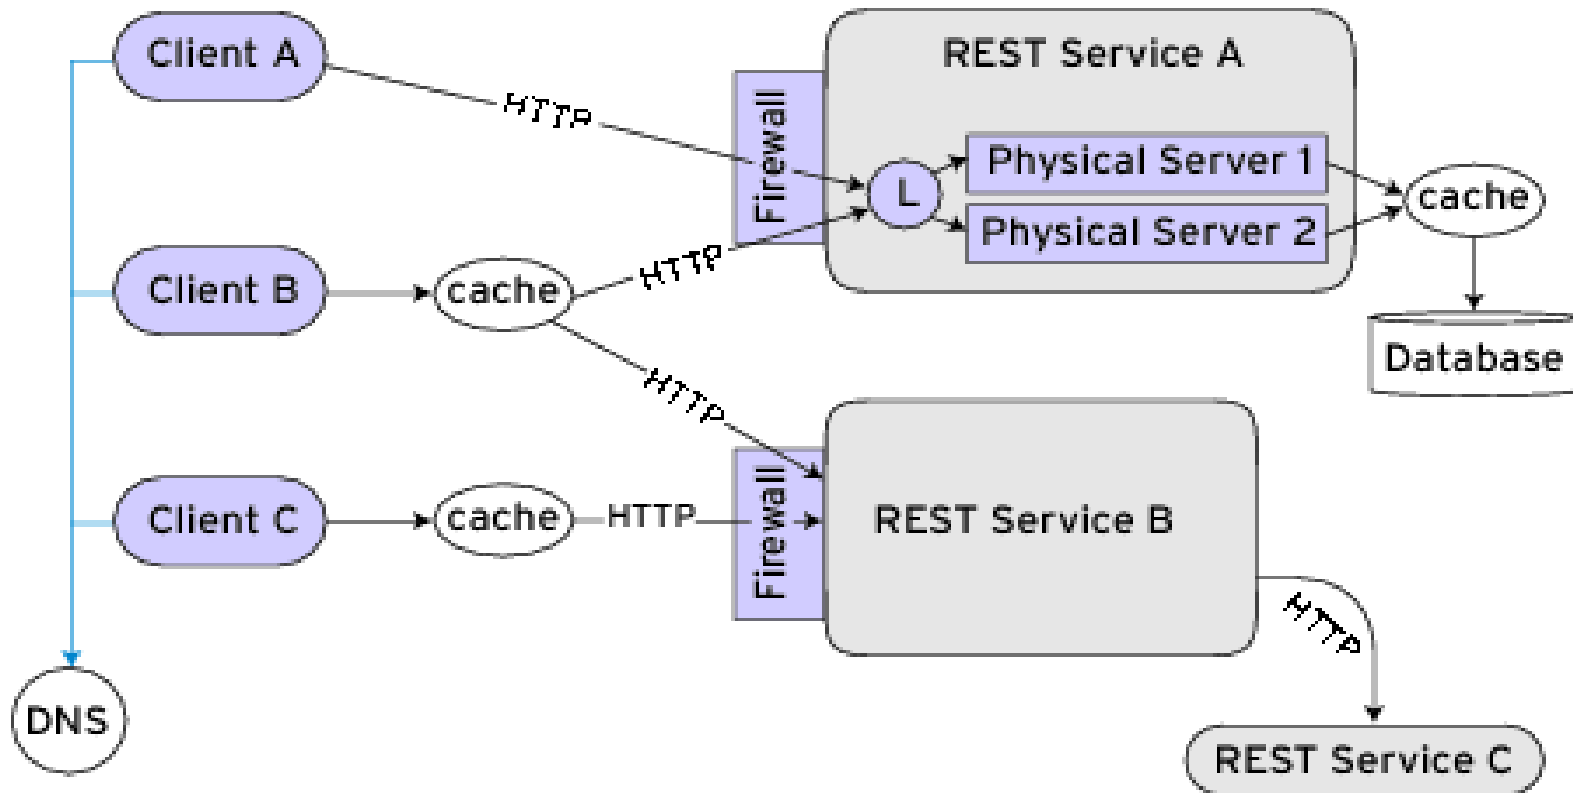 Client A
HTTP
Firewall
REST Service A
L
Physical Server 1
Physical Server 2
cache
Database
Client B
cache
HTTP
HTTP
Client C
cache
HTTP
Firewall
REST Service B
HTTP
DNS
REST Service C